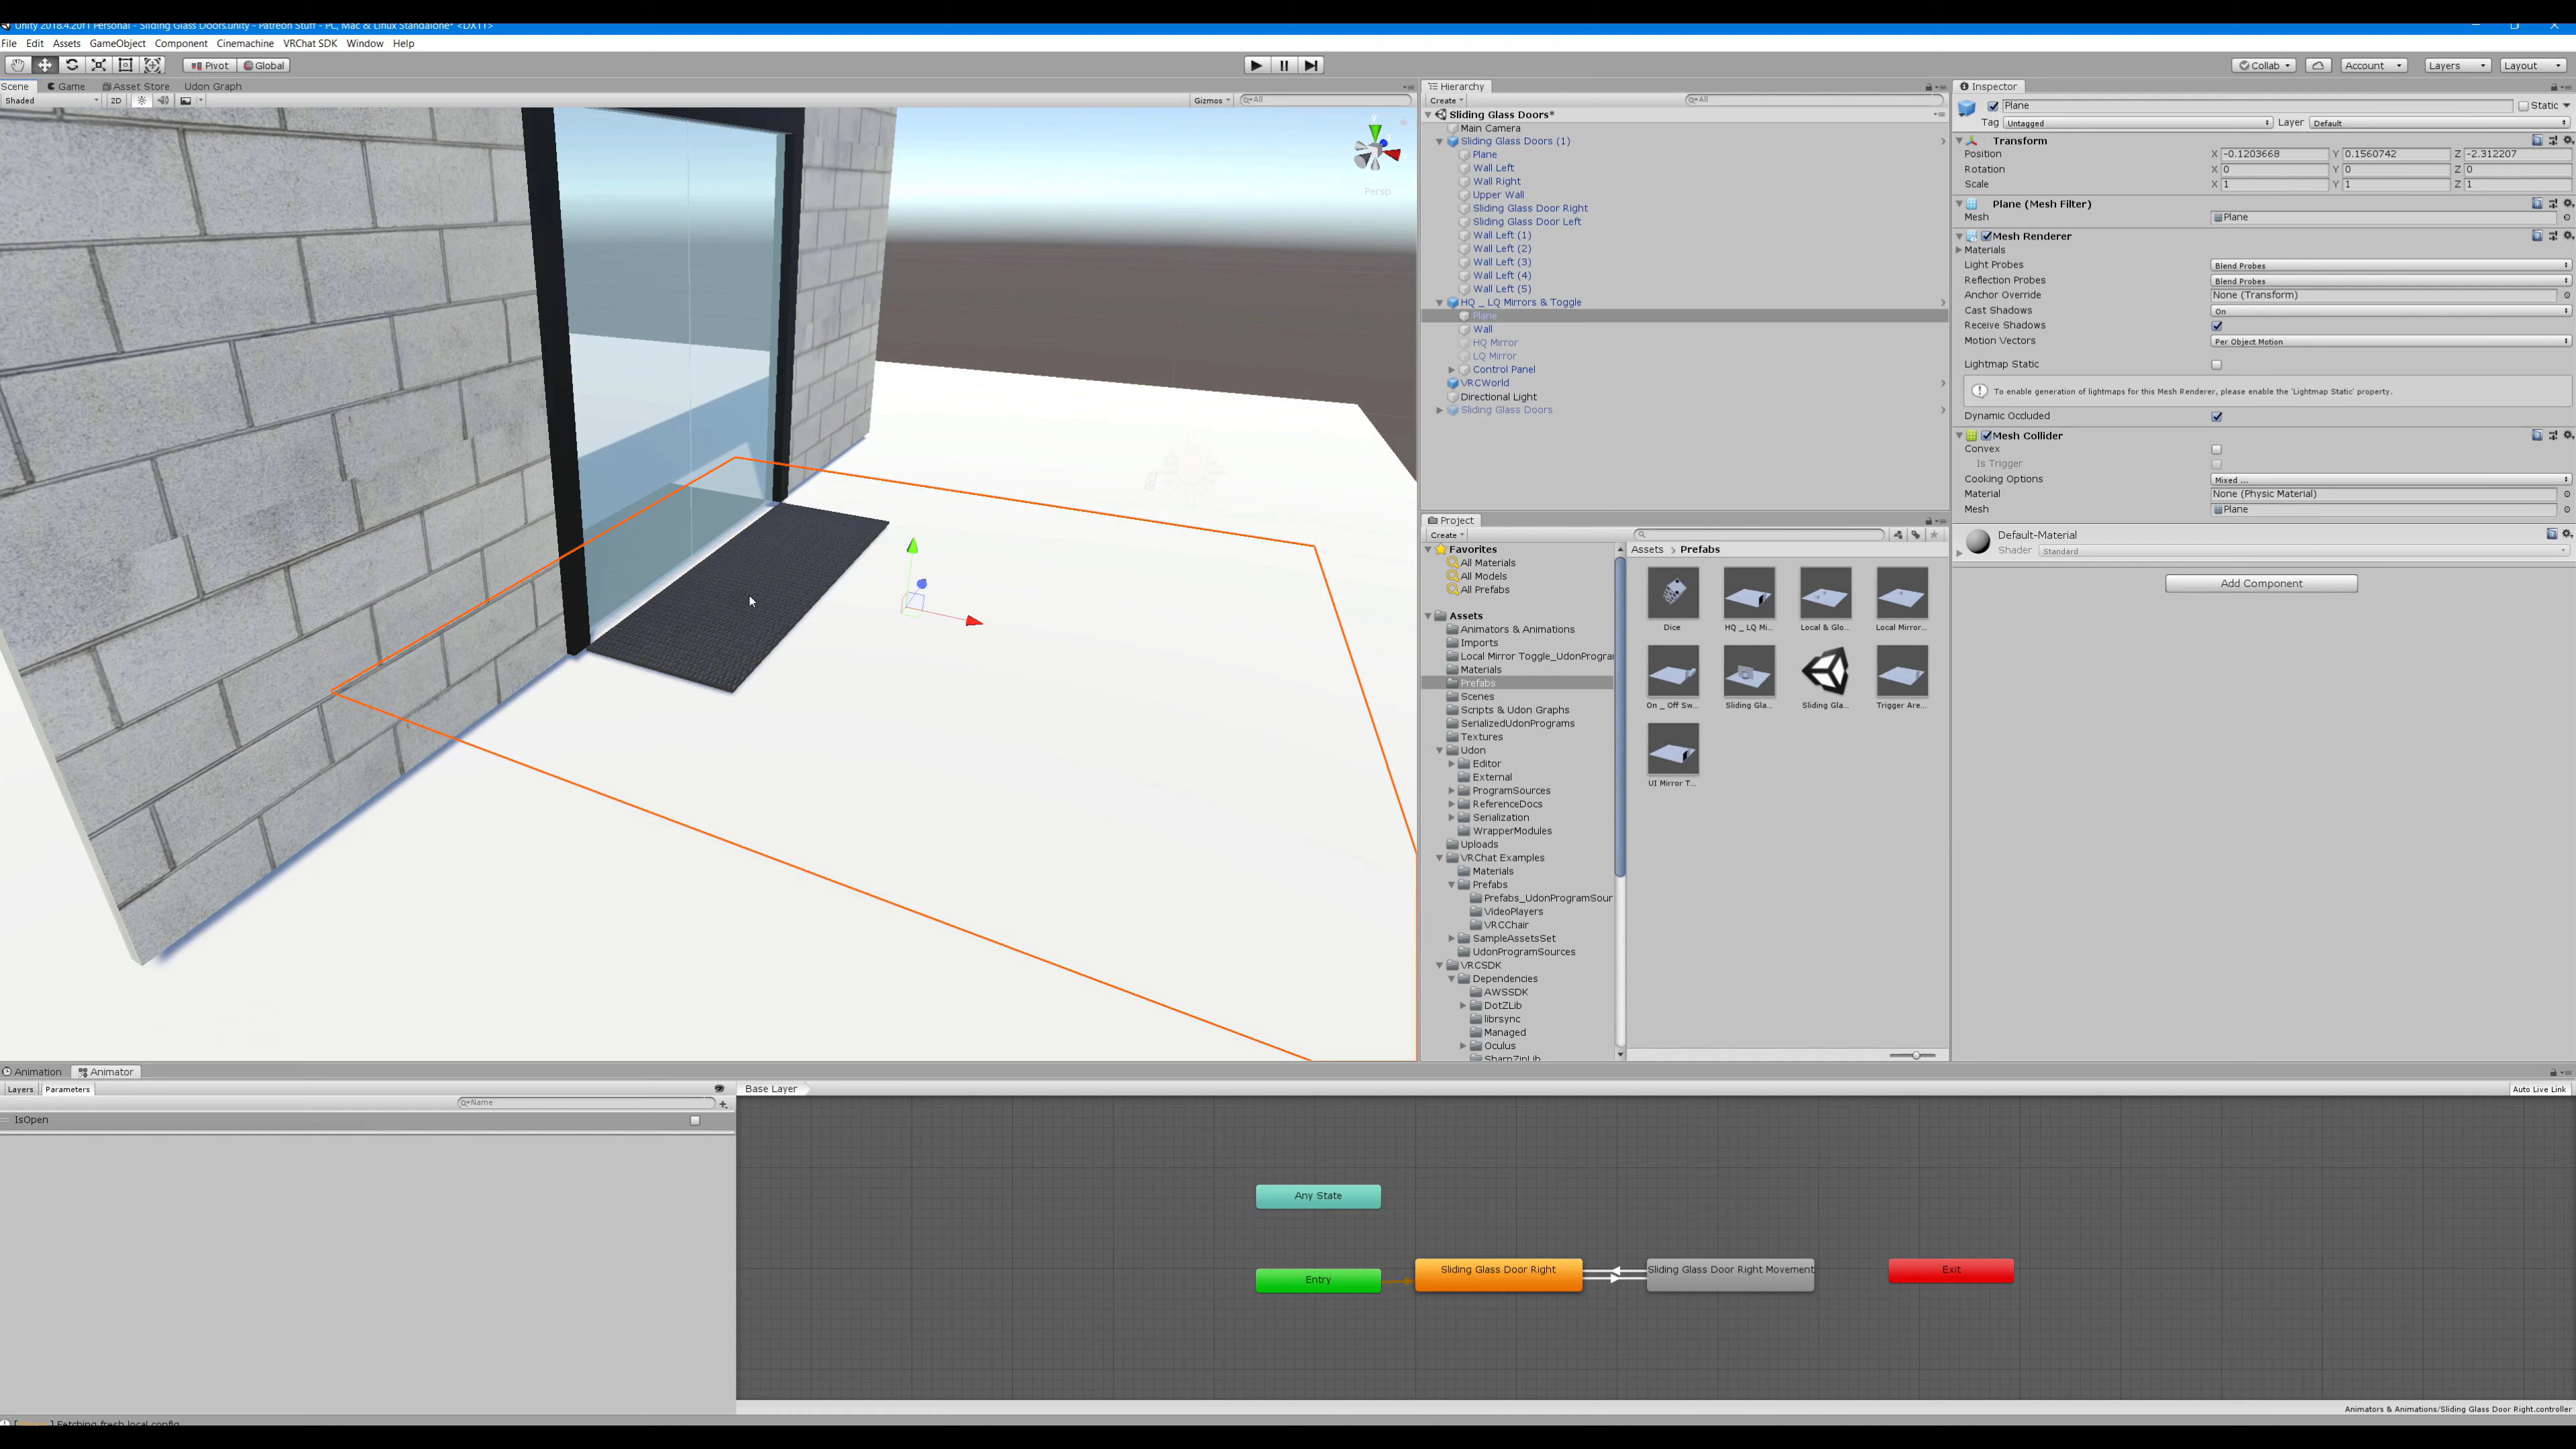 Unity 2018.4.20f1 Personal - Sliding Glass Doors.unity - Patreon Stuff - PC, Mac & Linux Standalone* <DX11>
File Edit Assets GameObject Component Cinemachine VRChat SDK Window Help
Pivot Global
Collab Account Layers Layout
Scene Game Asset Store Udon Graph
Shaded 2D Gizmos All
Persp
Hierarchy
Create All
Sliding Glass Doors*
Main Camera
Sliding Glass Doors (1)
Plane
Wall Left
Wall Right
Upper Wall
Sliding Glass Door Right
Sliding Glass Door Left
Wall Left (1)
Wall Left (2)
Wall Left (3)
Wall Left (4)
Wall Left (5)
HQ _ LQ Mirrors & Toggle
Plane
Wall
HQ Mirror
LQ Mirror
Control Panel
VRCWorld
Directional Light
Sliding Glass Doors
Project
Create
Favorites
All Materials
All Models
All Prefabs
Assets
Animators & Animations
Imports
Local Mirror Toggle_UdonProgra
Materials
Prefabs
Scenes
Scripts & Udon Graphs
SerializedUdonPrograms
Textures
Udon
Editor
External
ProgramSources
ReferenceDocs
Serialization
WrapperModules
Uploads
VRChat Examples
Materials
Prefabs
Prefabs_UdonProgramSour
VideoPlayers
VRCChair
SampleAssetsSet
UdonProgramSources
VRCSDK
Dependencies
AWSSDK
DotZLib
librsync
Managed
Oculus
SharpZipLib
Assets > Prefabs
Dice HQ _ LQ Mi... Local & Glo... Local Mirror...
On _ Off Sw... Sliding Gla... Sliding Gla... Trigger Are...
UI Mirror T...
Inspector
Plane Static
Tag Untagged Layer Default
Transform
Position X -0.1203668 Y 0.1560742 Z -2.312207
Rotation X 0 Y 0 Z 0
Scale X 1 Y 1 Z 1
Plane (Mesh Filter)
Mesh Plane
Mesh Renderer
Materials
Light Probes Blend Probes
Reflection Probes Blend Probes
Anchor Override None (Transform)
Cast Shadows On
Receive Shadows
Motion Vectors Per Object Motion
Lightmap Static
To enable generation of lightmaps for this Mesh Renderer, please enable the 'Lightmap Static' property.
Dynamic Occluded
Mesh Collider
Convex
Is Trigger
Cooking Options Mixed ...
Material None (Physic Material)
Mesh Plane
Default-Material
Shader Standard
Add Component
Animation Animator
Layers Parameters
Name
IsOpen
Base Layer
Auto Live Link
Any State
Entry
Sliding Glass Door Right
Sliding Glass Door Right Movement
Exit
Animators & Animations/Sliding Glass Door Right.controller
] Fetching fresh local config